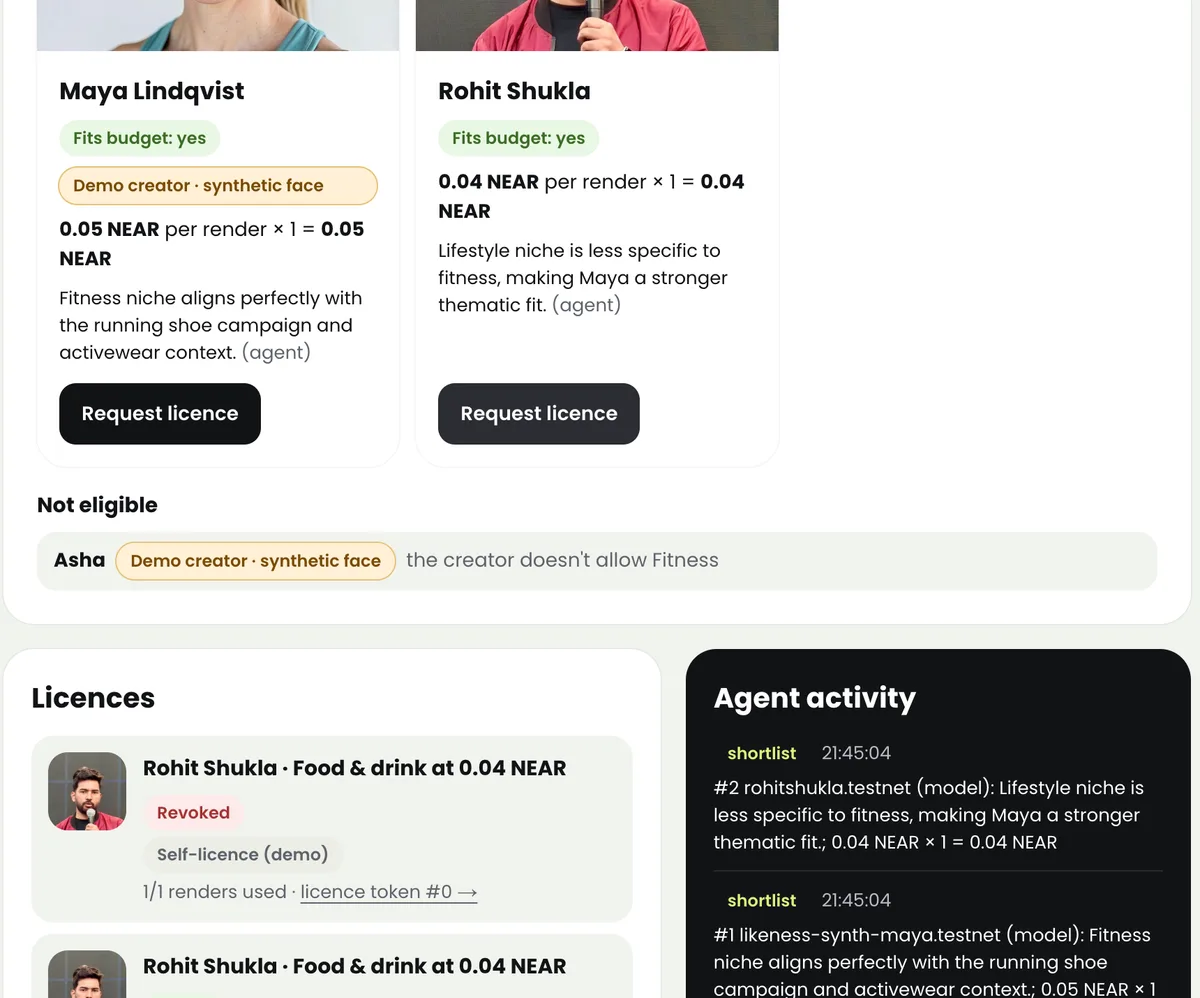 Maya Lindqvist
Fits budget: yes
Demo creator · synthetic face
0.05 NEAR per render × 1 = 0.05
NEAR
Fitness niche aligns perfectly with
the running shoe campaign and
activewear context. (agent)
Request licence
Rohit Shukla
Fits budget: yes
0.04 NEAR per render × 1 = 0.04
NEAR
Lifestyle niche is less specific to
fitness, making Maya a stronger
thematic fit. (agent)
Request licence
Not eligible
Asha Demo creator · synthetic face the creator doesn't allow Fitness
Licences
Rohit Shukla · Food & drink at 0.04 NEAR
Revoked
Self-licence (demo)
1/1 renders used · licence token #0 →
Rohit Shukla · Food & drink at 0.04 NEAR
Agent activity
shortlist 21:45:04
#2 rohitshukla.testnet (model): Lifestyle niche is
less specific to fitness, making Maya a stronger
thematic fit.; 0.04 NEAR × 1 = 0.04 NEAR
shortlist 21:45:04
#1 likeness-synth-maya.testnet (model): Fitness
niche aligns perfectly with the running shoe
campaign and activewear context.; 0.05 NEAR × 1